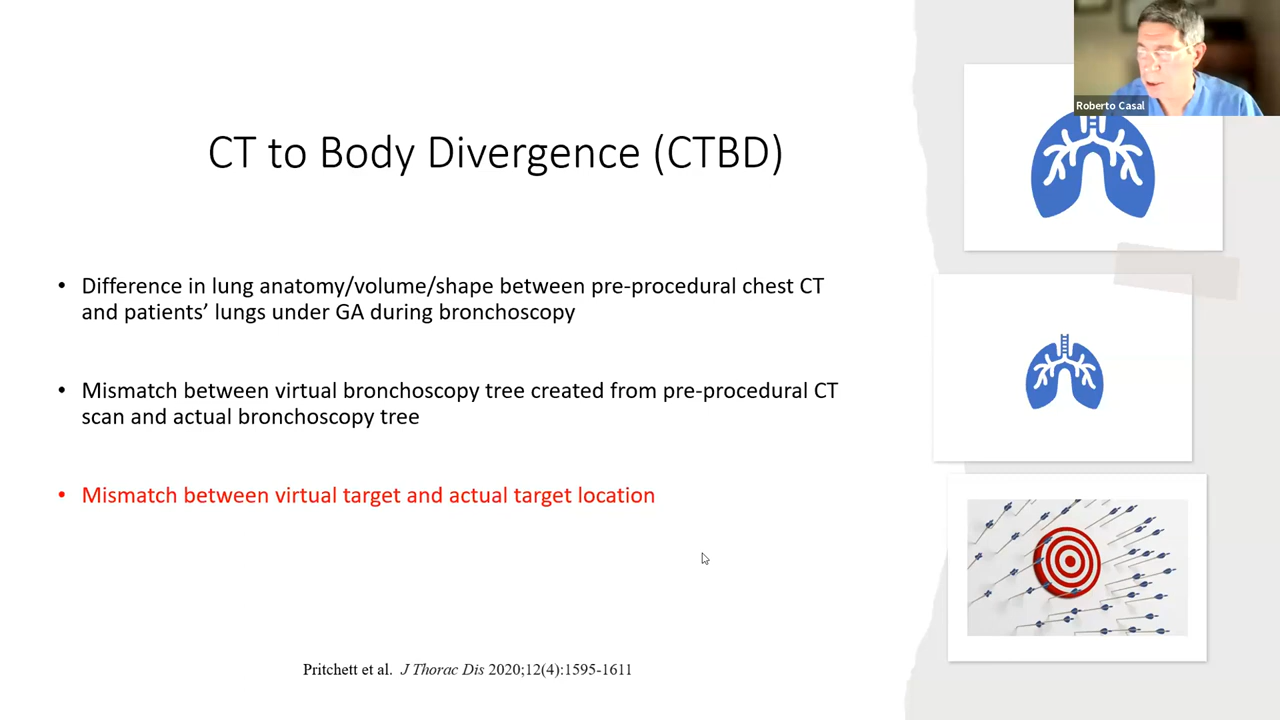 Roberto Casal
CT to Body Divergence (CTBD)
• Difference in lung anatomy/volume/shape between pre-procedural chest CT
and patients’ lungs under GA during bronchoscopy
• Mismatch between virtual bronchoscopy tree created from pre-procedural CT
scan and actual bronchoscopy tree
• Mismatch between virtual target and actual target location
Pritchett et al. J Thorac Dis 2020;12(4):1595-1611